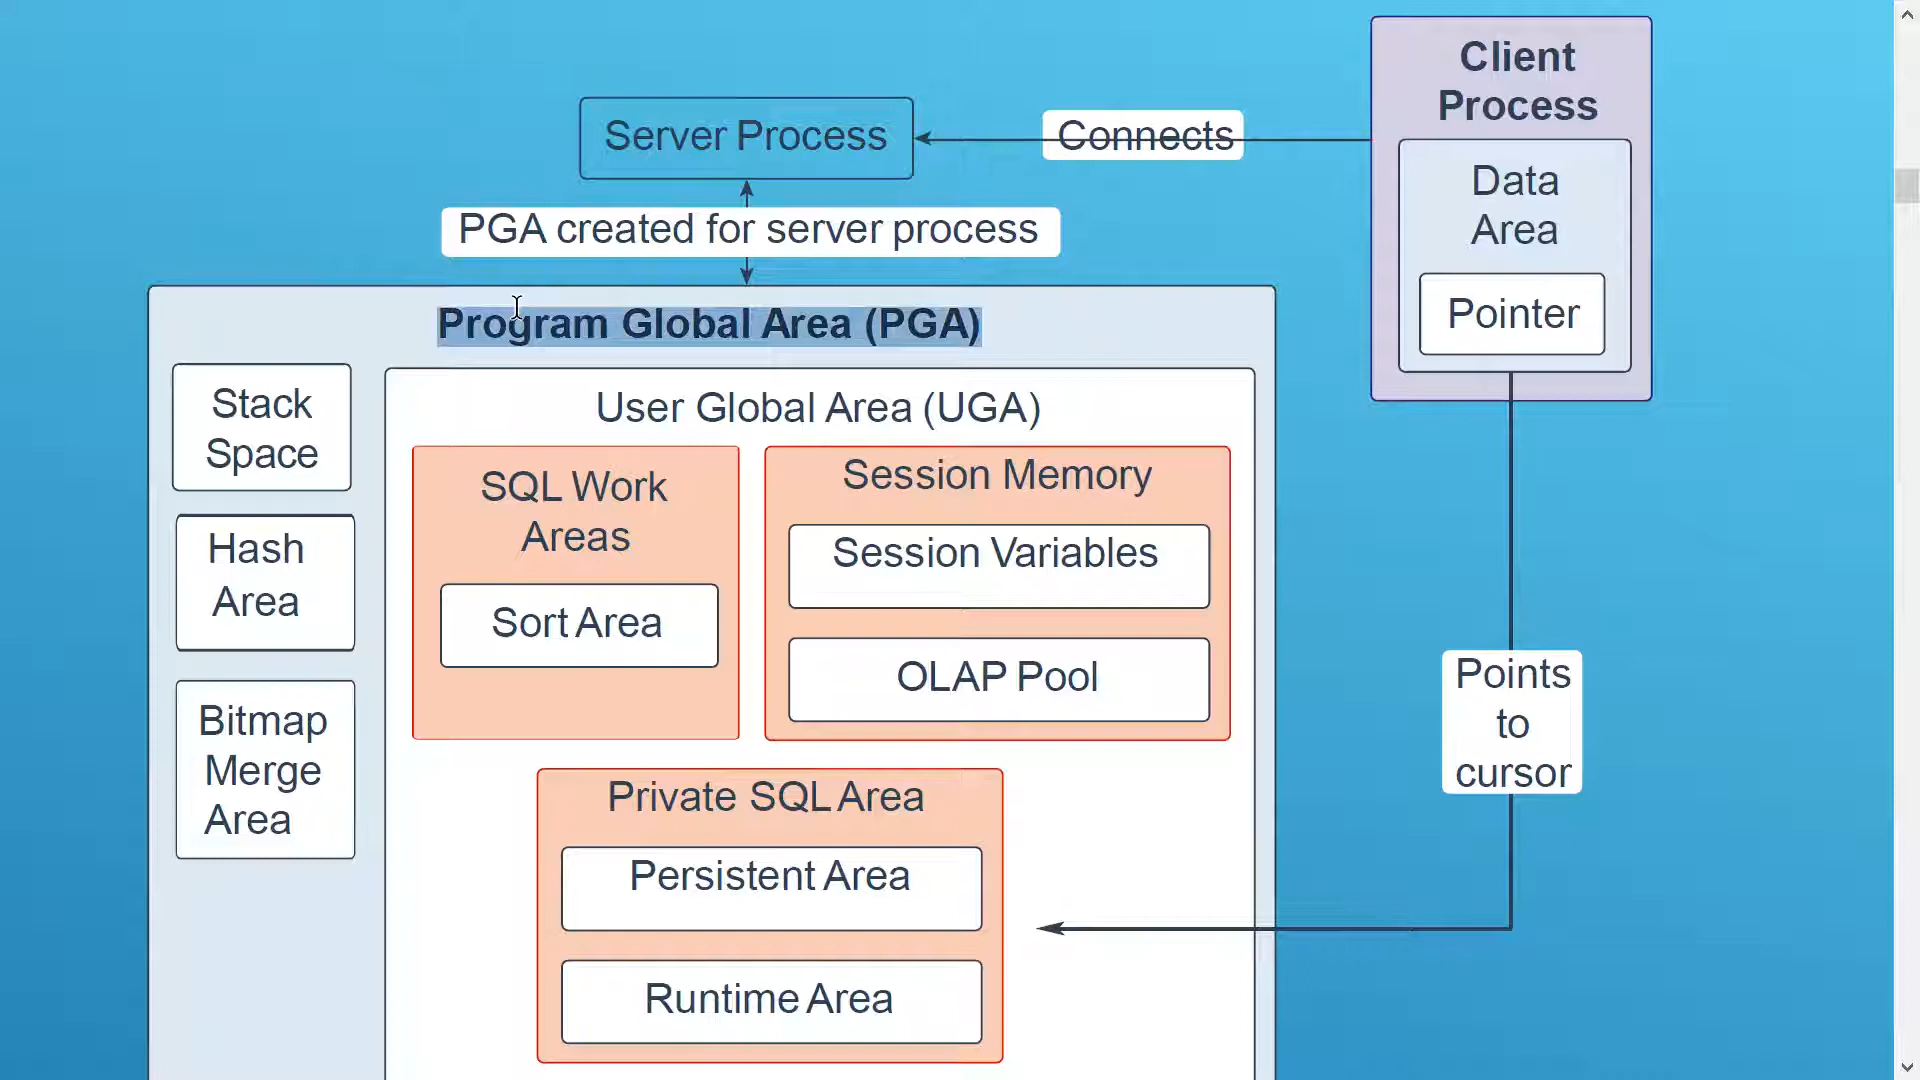 Client
Process
Server Process
Connects
Data
Area
PGA created for server process
Pointer
Program Global Area (PGA)
Stack
Space
User Global Area (UGA)
SQL Work
Areas
Session Memory
Hash
Area
Session Variables
Sort Area
OLAP Pool
Bitmap
Merge
Area
Points
to
cursor
Private SQL Area
Persistent Area
Runtime Area